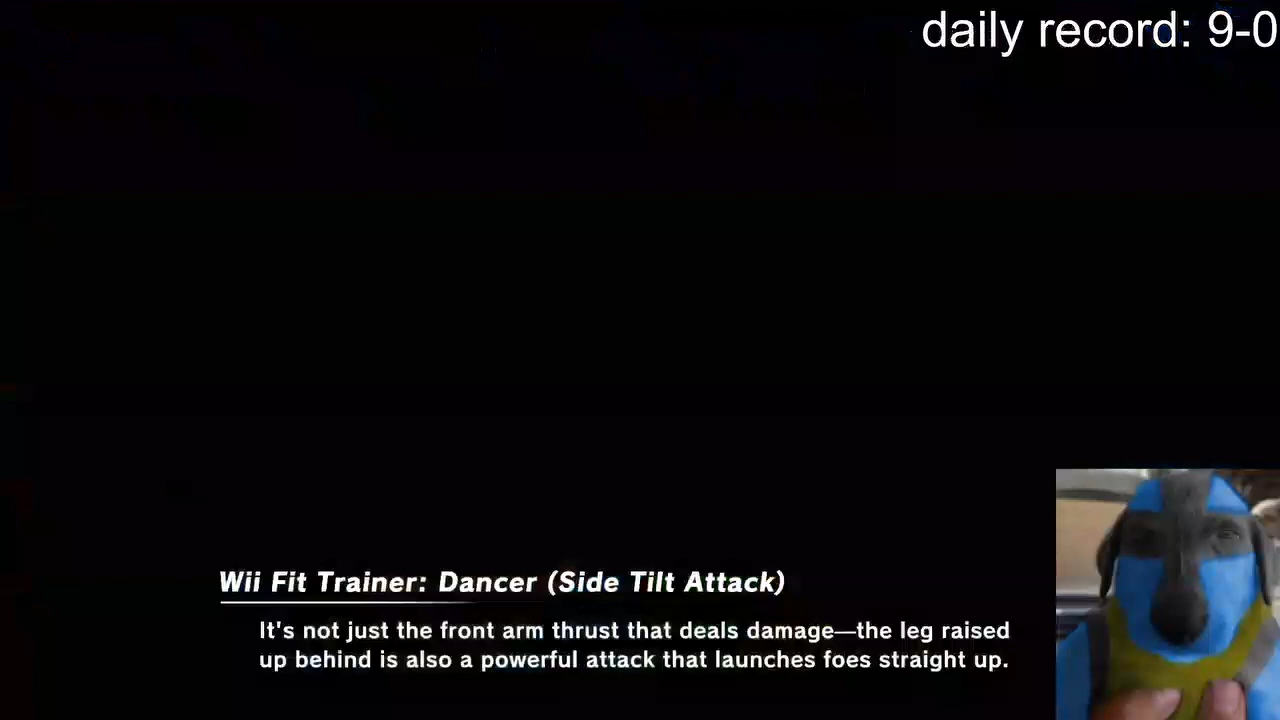 daily record: 9-0
Wii Fit Trainer: Dancer (Side Tilt Attack)
It's not just the front arm thrust that deals damage—the leg raised
up behind is also a powerful attack that launches foes straight up.